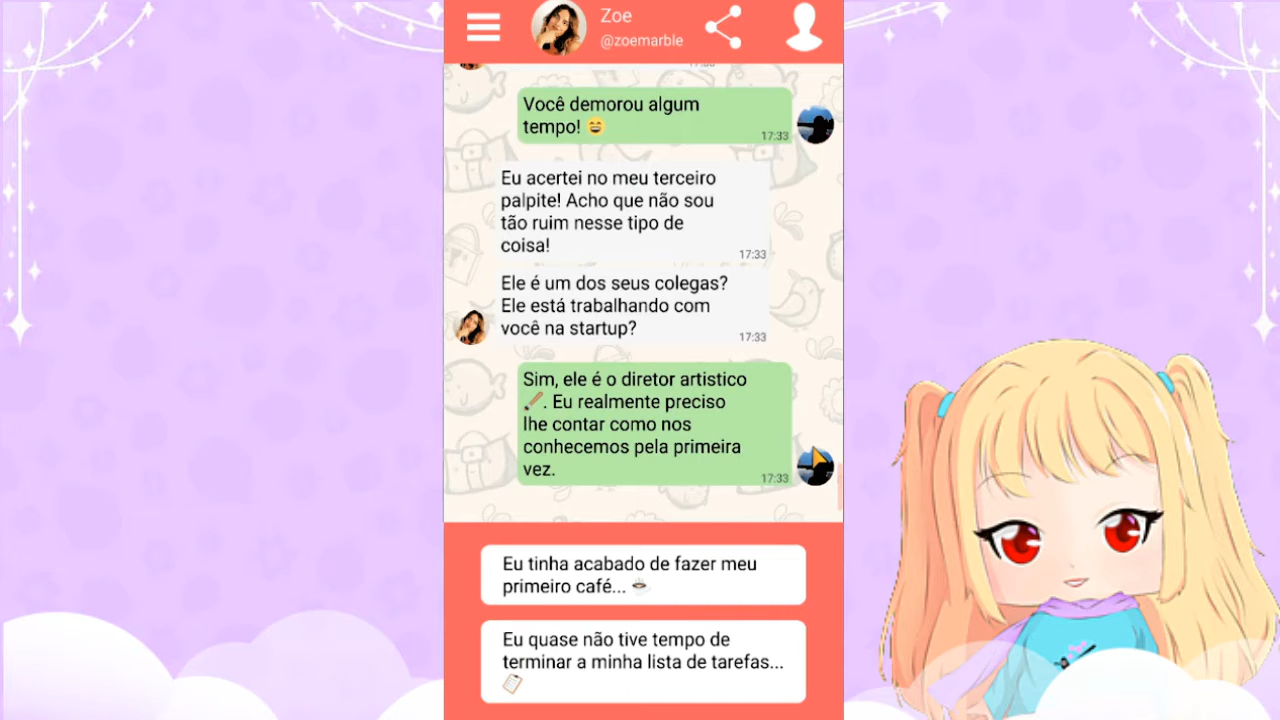 Zoe
@zoemarble
Você demorou algum
tempo! 😄
17:33
Eu acertei no meu terceiro
palpite! Acho que não sou
tão ruim nesse tipo de
coisa!
17:33
Ele é um dos seus colegas?
Ele está trabalhando com
você na startup?
17:33
Sim, ele é o diretor artistico
🖌️. Eu realmente preciso
lhe contar como nos
conhecemos pela primeira
vez.
17:33
Eu tinha acabado de fazer meu
primeiro café... ☕
Eu quase não tive tempo de
terminar a minha lista de tarefas...
📋